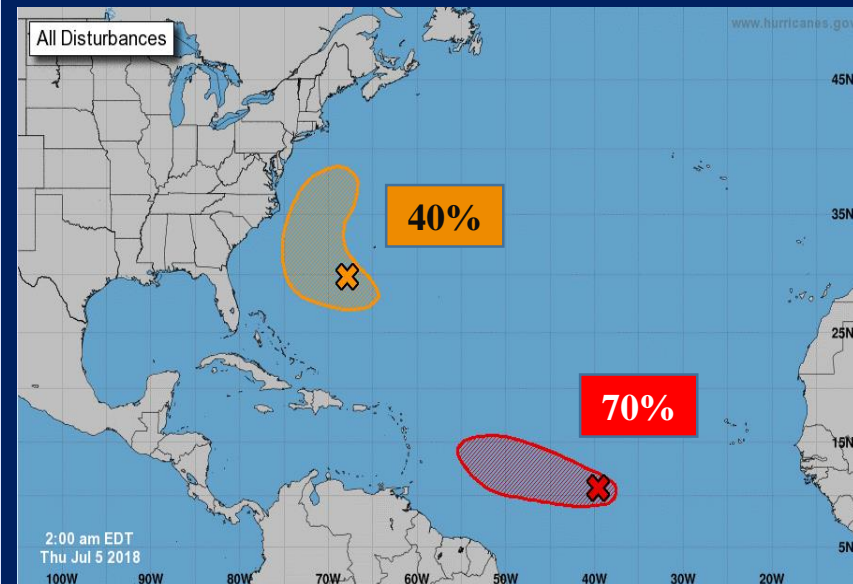 All Disturbances
www.hurricanes.gov
45N
40%
35N
25N
70%
15N
2:00 am EDT
Thu Jul 5 2018
5N
100W 90W 80W 70W 60W 50W 40W 30W 20W